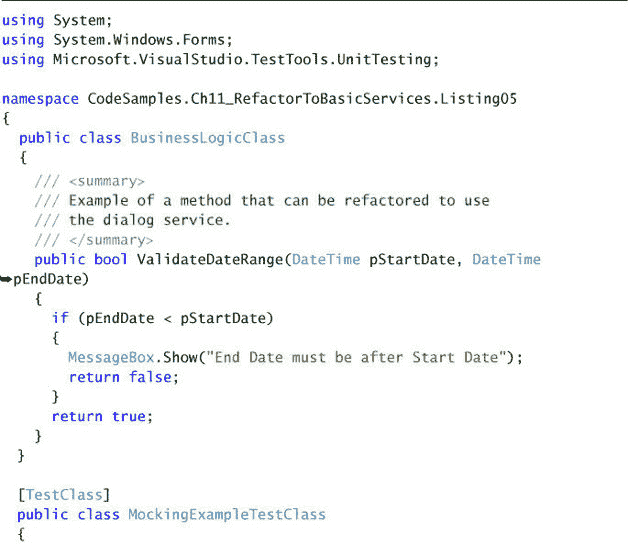 using System;
using System.Windows.Forms;
using Microsoft.VisualStudio.TestTools.UnitTesting;
namespace CodeSamples.Ch11_RefactorToBasicServices.Listing05
{
public class BusinessLogicClass
{
/// <summary>
/// Example of a method that can be refactored to use
/// the dialog service.
/// </summary>
public bool ValidateDateRange(DateTime pStartDate, DateTime
➥pEndDate)
{
if (pEndDate < pStartDate)
{
MessageBox.Show("End Date must be after Start Date");
return false;
}
return true;
}
}
[TestClass]
public class MockingExampleTestClass
{